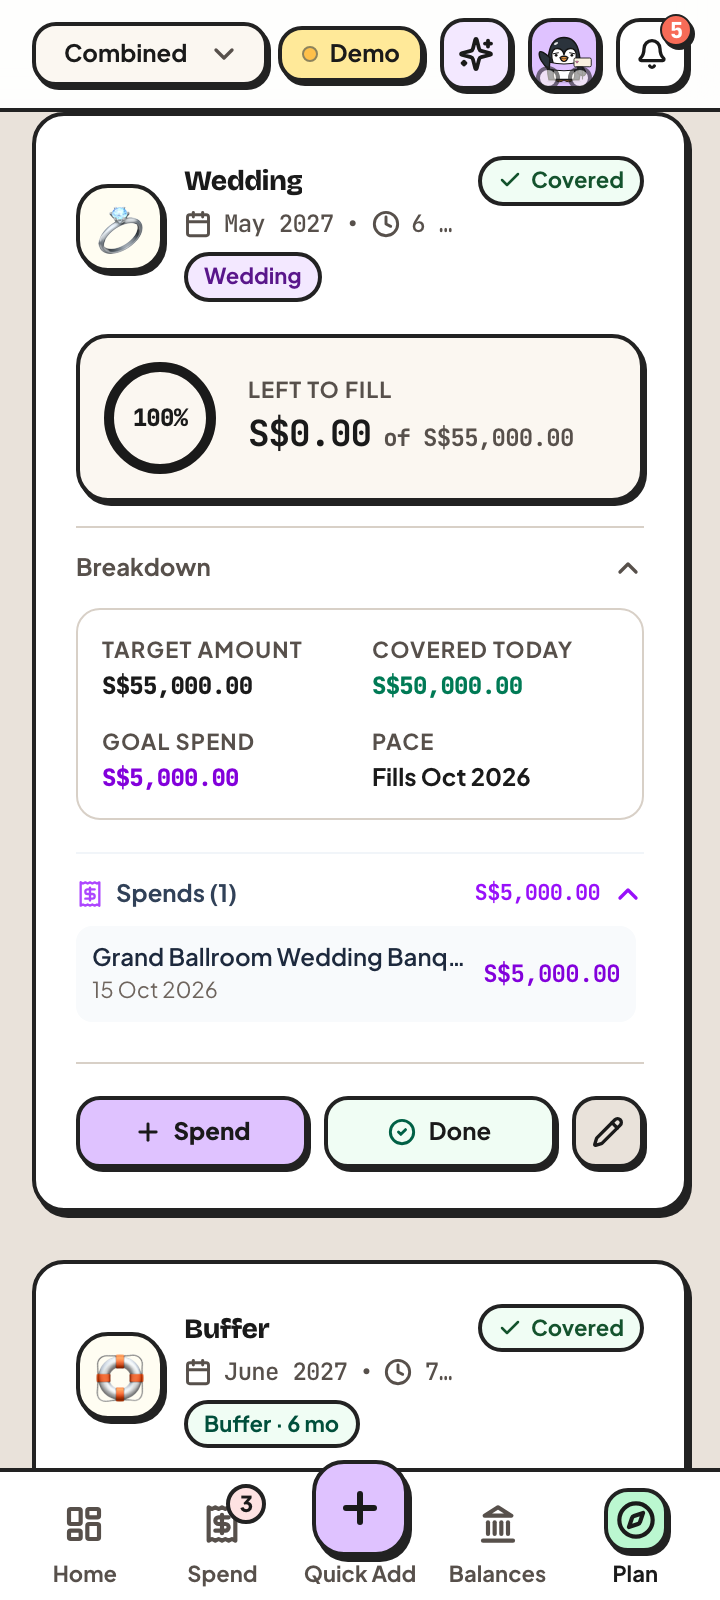 Combined
Demo
5
Wedding
Covered
May 2027 • 6 ...
Wedding
100%
LEFT TO FILL
S$0.00 of S$55,000.00
Breakdown
TARGET AMOUNT
S$55,000.00
COVERED TODAY
S$50,000.00
GOAL SPEND
S$5,000.00
PACE
Fills Oct 2026
Spends (1)
S$5,000.00
Grand Ballroom Wedding Banq...
15 Oct 2026
S$5,000.00
+ Spend
Done
Buffer
Covered
June 2027 • 7...
Buffer · 6 mo
Home
3
Spend
Quick Add
Balances
Plan